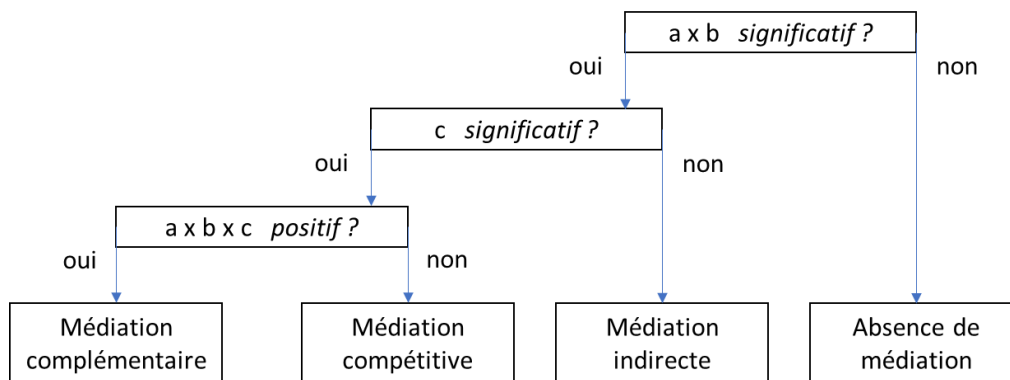 a x b significatif ?
oui
non
c significatif ?
oui
non
a x b x c positif ?
oui
non
Médiation
complémentaire
Médiation
compétitive
Médiation
indirecte
Absence de
médiation